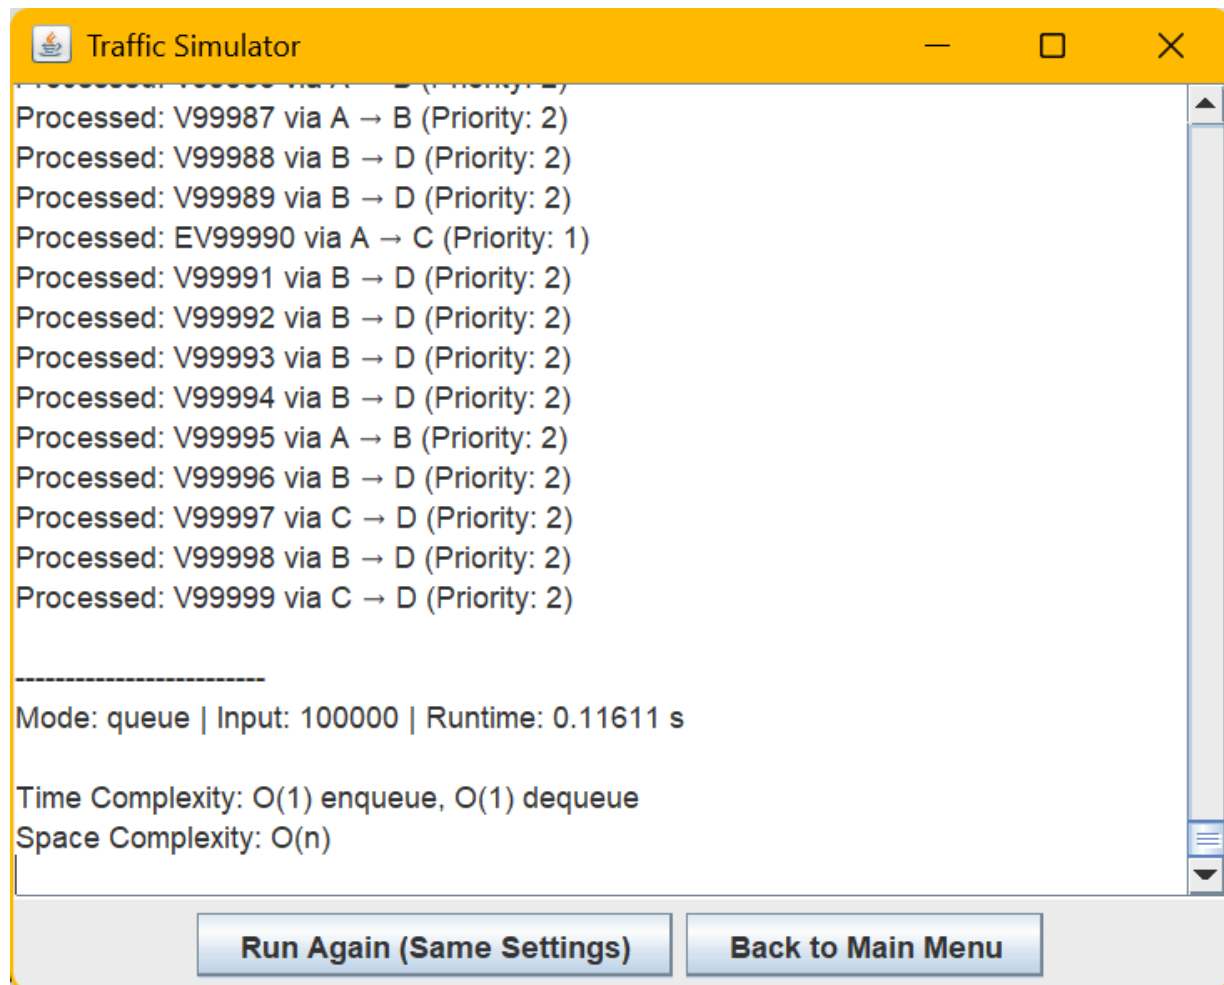 Traffic Simulator
Processed: V99987 via A → B (Priority: 2)
Processed: V99988 via B → D (Priority: 2)
Processed: V99989 via B → D (Priority: 2)
Processed: EV99990 via A → C (Priority: 1)
Processed: V99991 via B → D (Priority: 2)
Processed: V99992 via B → D (Priority: 2)
Processed: V99993 via B → D (Priority: 2)
Processed: V99994 via B → D (Priority: 2)
Processed: V99995 via A → B (Priority: 2)
Processed: V99996 via B → D (Priority: 2)
Processed: V99997 via C → D (Priority: 2)
Processed: V99998 via B → D (Priority: 2)
Processed: V99999 via C → D (Priority: 2)
-------------------------
Mode: queue | Input: 100000 | Runtime: 0.11611 s
Time Complexity: O(1) enqueue, O(1) dequeue
Space Complexity: O(n)
Run Again (Same Settings) Back to Main Menu